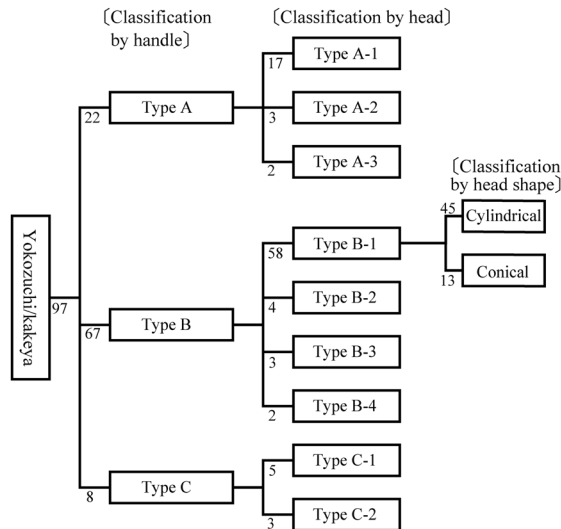 〔Classification
by handle〕
〔Classification by head〕
17
Type A-1
22
Type A
3
Type A-2
2
Type A-3
〔Classification
by head shape〕
45
Cylindrical
Yokozuchi/kakeya
97
58
Type B-1
13
Conical
4
Type B-2
67
Type B
3
Type B-3
2
Type B-4
5
Type C-1
8
Type C
3
Type C-2